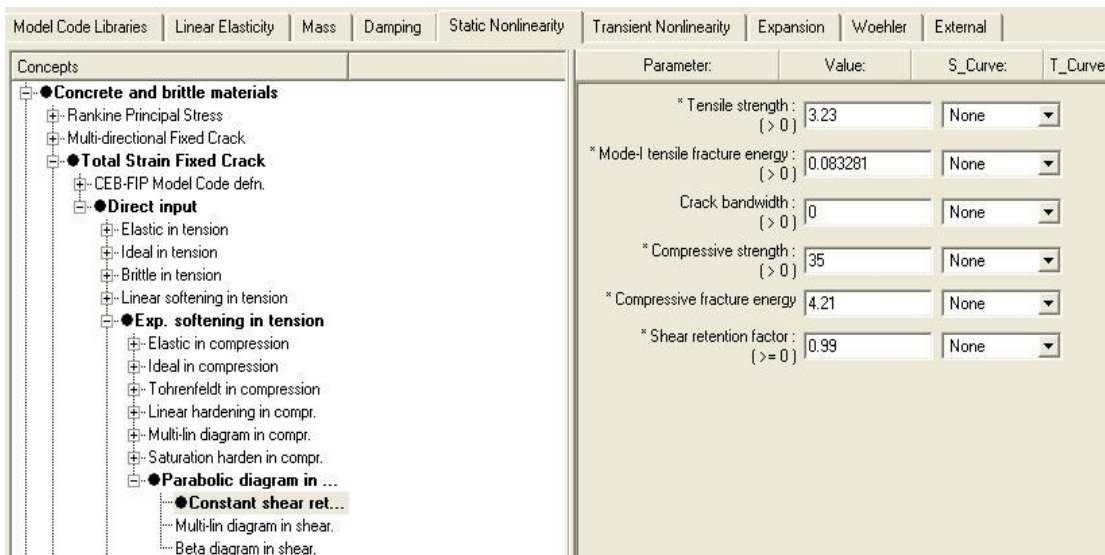 Model Code Libraries Linear Elasticity Mass Damping Static Nonlinearity Transient Nonlinearity Expansion Woehler External
Concepts
Concrete and brittle materials
Rankine Principal Stress
Multi-directional Fixed Crack
Total Strain Fixed Crack
CEB-FIP Model Code defn.
Direct input
Elastic in tension
Ideal in tension
Brittle in tension
Linear softening in tension
Exp. softening in tension
Elastic in compression
Ideal in compression
Tohrenfeldt in compression
Linear hardening in compr.
Multi-lin diagram in compr.
Saturation harden in compr.
Parabolic diagram in ...
Constant shear ret...
Multi-lin diagram in shear.
Beta diagram in shear.
Parameter: Value: S_Curve: T_Curve
* Tensile strength : 3.23 None
( > 0 )
* Mode-I tensile fracture energy : 0.083281 None
( > 0 )
Crack bandwidth : 0 None
( > 0 )
* Compressive strength : 35 None
( > 0 )
* Compressive fracture energy 4.21 None
* Shear retention factor : 0.99 None
( >= 0 )